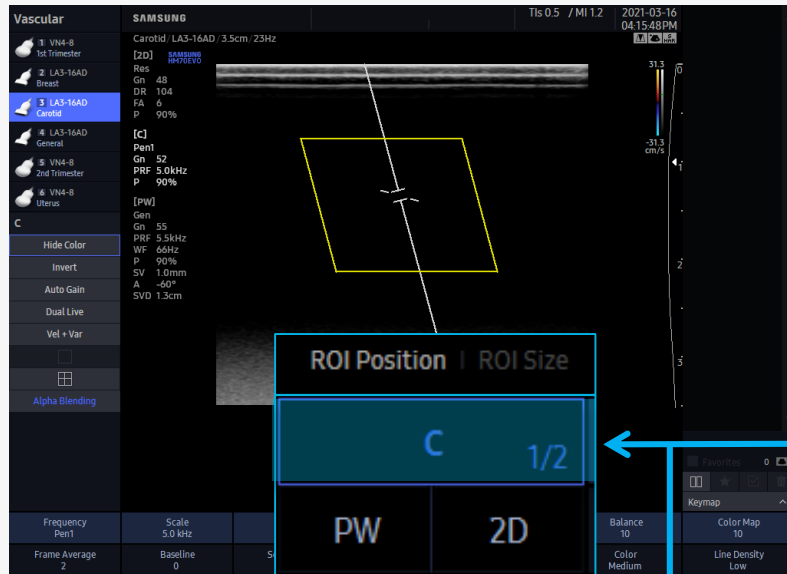 Vascular
SAMSUNG
TIs 0.5 / MI 1.2
2021-03-16
04:15:48PM
Carotid / LA3-16AD / 3.5cm / 23Hz
1 VN4-8
1st Trimester
2 LA3-16AD
Breast
3 LA3-16AD
Carotid
4 LA3-16AD
General
5 VN4-8
2nd Trimester
6 VN4-8
Uterus
C
Hide Color
Invert
Auto Gain
Dual Live
Vel + Var
Alpha Blending
[2D] SAMSUNG
HM70EVO
Res
Gn 48
DR 104
FA 6
P 90%
[C]
Pen1
Gn 52
PRF 5.0kHz
P 90%
[PW]
Gen
Gn 55
PRF 5.5kHz
WF 66Hz
P 90%
SV 1.0mm
A -60°
SVD 1.3cm
31.3
-31.3
cm/s
0
1
2
3
ROI Position | ROI Size
C
1/2
PW
2D
Favorites 0
Keymap
Frequency
Pen1
Scale
5.0 kHz
Balance
10
Color Map
10
Frame Average
2
Baseline
0
Color
Medium
Line Density
Low